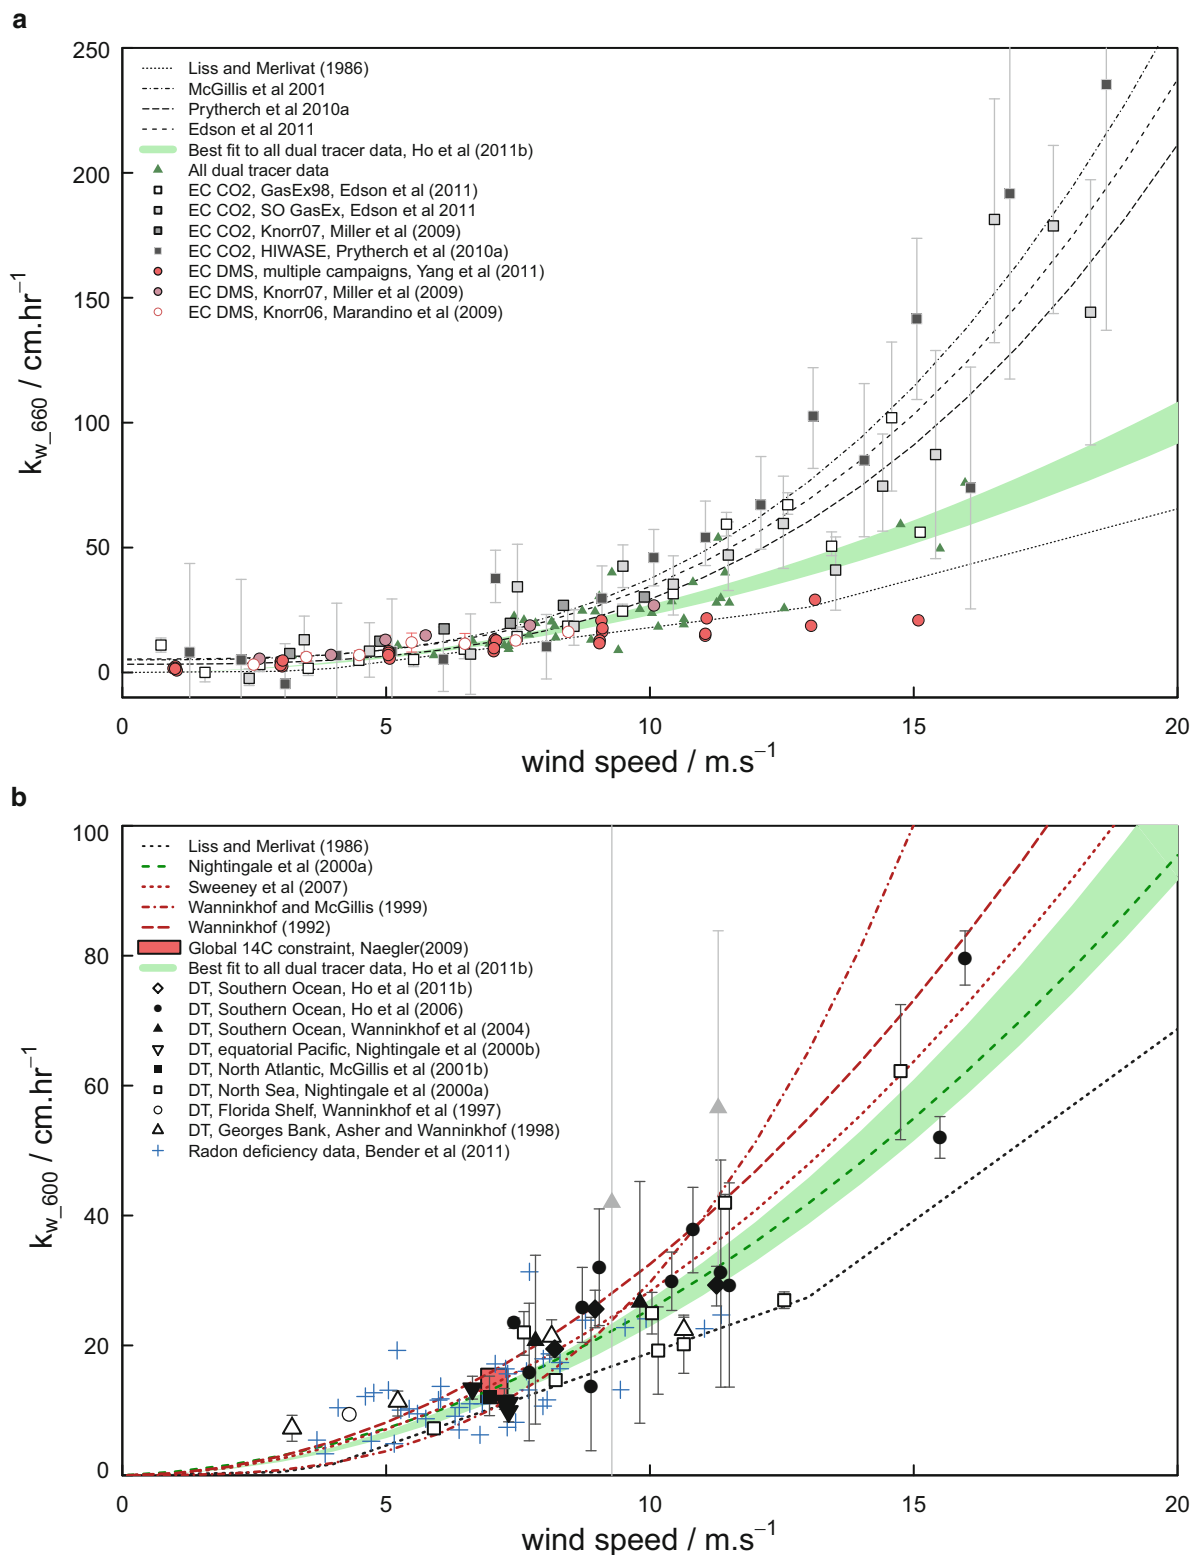 a
250
200
150
100
50
0
k_w_660 / cm.hr⁻¹
Liss and Merlivat (1986)
McGillis et al 2001
Prytherch et al 2010a
Edson et al 2011
Best fit to all dual tracer data, Ho et al (2011b)
All dual tracer data
EC CO2, GasEx98, Edson et al (2011)
EC CO2, SO GasEx, Edson et al 2011
EC CO2, Knorr07, Miller et al (2009)
EC CO2, HIWASE, Prytherch et al (2010a)
EC DMS, multiple campaigns, Yang et al (2011)
EC DMS, Knorr07, Miller et al (2009)
EC DMS, Knorr06, Marandino et al (2009)
0 5 10 15 20
wind speed / m.s⁻¹
b
100
80
60
40
20
0
k_w_600 / cm.hr⁻¹
Liss and Merlivat (1986)
Nightingale et al (2000a)
Sweeney et al (2007)
Wanninkhof and McGillis (1999)
Wanninkhof (1992)
Global 14C constraint, Naegler(2009)
Best fit to all dual tracer data, Ho et al (2011b)
DT, Southern Ocean, Ho et al (2011b)
DT, Southern Ocean, Ho et al (2006)
DT, Southern Ocean, Wanninkhof et al (2004)
DT, equatorial Pacific, Nightingale et al (2000b)
DT, North Atlantic, McGillis et al (2001b)
DT, North Sea, Nightingale et al (2000a)
DT, Florida Shelf, Wanninkhof et al (1997)
DT, Georges Bank, Asher and Wanninkhof (1998)
Radon deficiency data, Bender et al (2011)
0 5 10 15 20
wind speed / m.s⁻¹